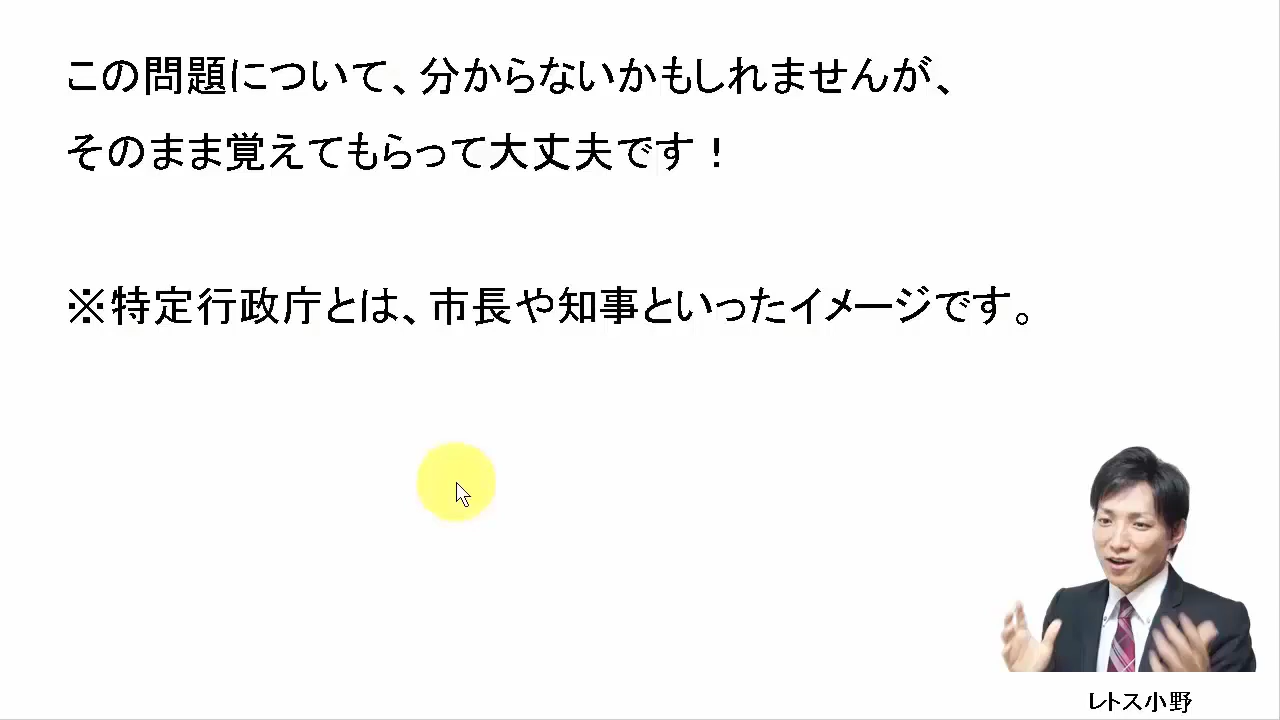 この問題について、分からないかもしれませんが、
そのまま覚えてもらって大丈夫です！
※特定行政庁とは、市長や知事といったイメージです。
レトス小野